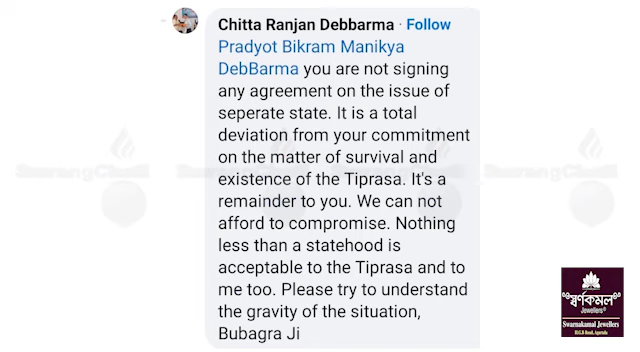 Chitta Ranjan Debbarma · Follow
Pradyot Bikram Manikya
DebBarma you are not signing
any agreement on the issue of
seperate state. It is a total
deviation from your commitment
on the matter of survival and
existence of the Tiprasa. It's a
remainder to you. We can not
afford to compromise. Nothing
less than a statehood is
acceptable to the Tiprasa and to
me too. Please try to understand
the gravity of the situation,
Bubagra Ji
স্বর্ণকমল
Jewellers
Swarnakamal Jewellers
H.G.B Road, Agartala